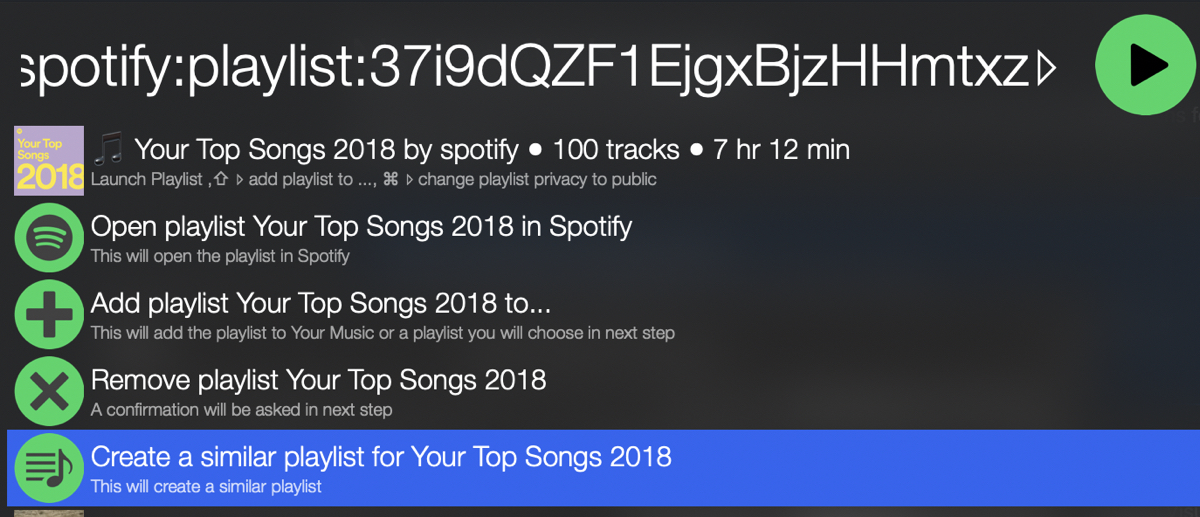 spotify:playlist:37i9dQZF1EjgxBjzHHmtxz▹
Your Top
Songs
2018
🎵 Your Top Songs 2018 by spotify ● 100 tracks ● 7 hr 12 min
Launch Playlist ,⇧ ▹ add playlist to ..., ⌘ ▹ change playlist privacy to public
Open playlist Your Top Songs 2018 in Spotify
This will open the playlist in Spotify
Add playlist Your Top Songs 2018 to...
This will add the playlist to Your Music or a playlist you will choose in next step
Remove playlist Your Top Songs 2018
A confirmation will be asked in next step
Create a similar playlist for Your Top Songs 2018
This will create a similar playlist